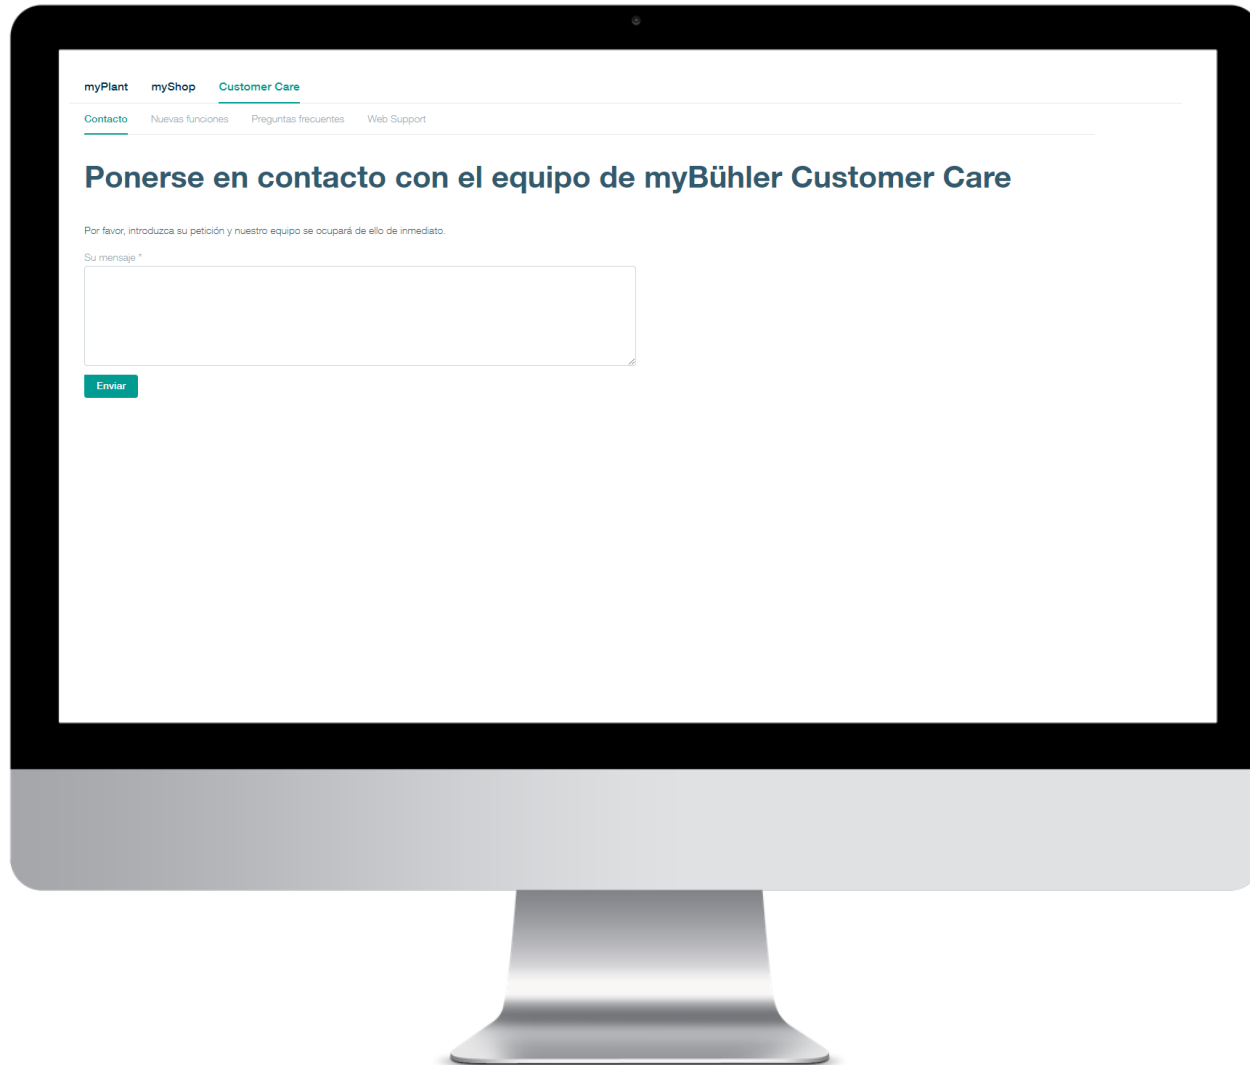 myPlant myShop Customer Care
Contacto Nuevas funciones Preguntas frecuentes Web Support
Ponerse en contacto con el equipo de myBühler Customer Care
Por favor, introduzca su petición y nuestro equipo se ocupará de ello de inmediato.
Su mensaje *
Enviar